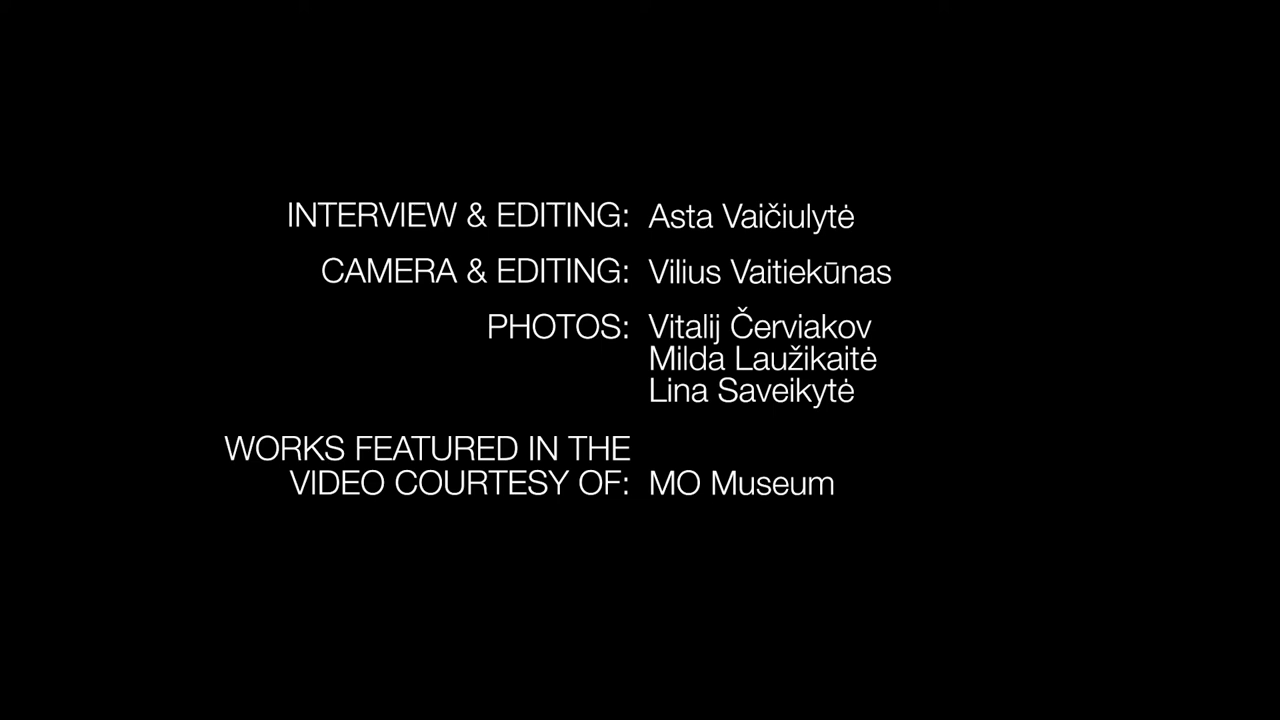 INTERVIEW & EDITING: Asta Vaičiulytė
CAMERA & EDITING: Vilius Vaitiekūnas
PHOTOS: Vitalij Červiakov
Milda Laužikaitė
Lina Saveikytė
WORKS FEATURED IN THE
VIDEO COURTESY OF: MO Museum